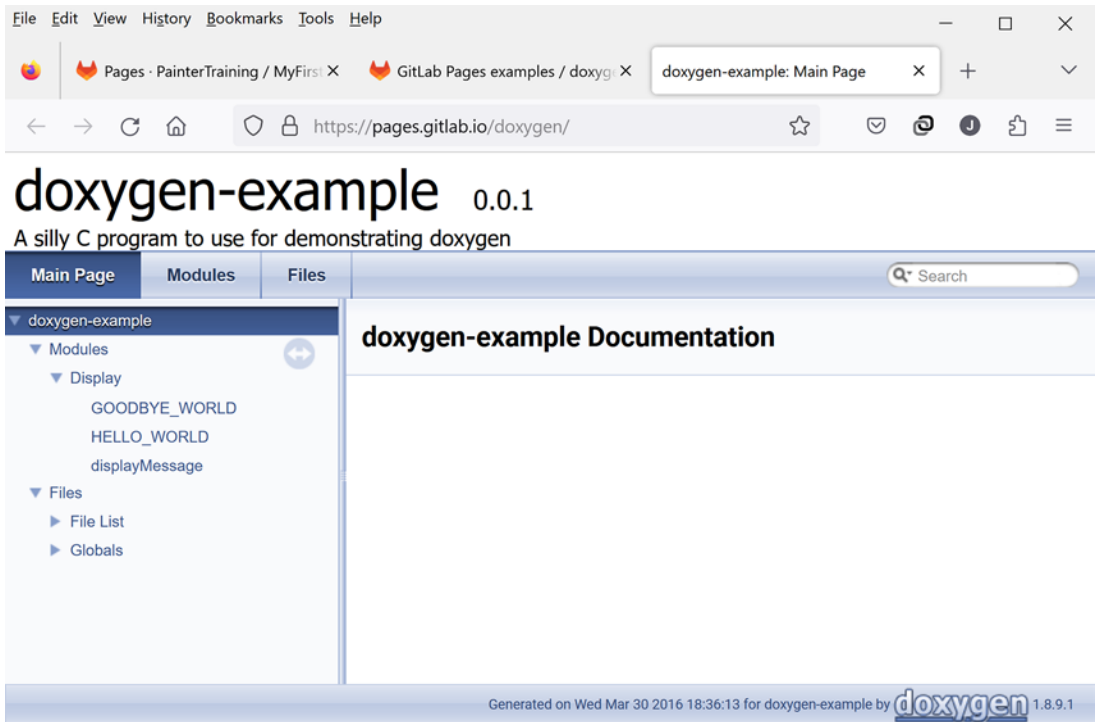 File Edit View History Bookmarks Tools Help
Pages · PainterTraining / MyFirst GitLab Pages examples / doxyge doxygen-example: Main Page
https://pages.gitlab.io/doxygen/ J
doxygen-example 0.0.1
A silly C program to use for demonstrating doxygen
Main Page Modules Files Search
doxygen-example
doxygen-example Documentation
Modules
Display
GOODBYE_WORLD
HELLO_WORLD
displayMessage
Files
File List
Globals
Generated on Wed Mar 30 2016 18:36:13 for doxygen-example by doxygen 1.8.9.1